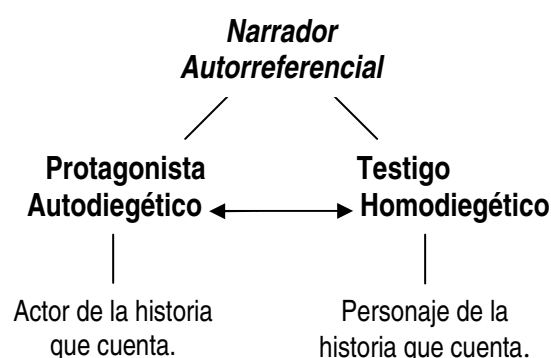 Narrador
Autorreferencial
Protagonista
Autodiegético
Testigo
Homodiegético
Actor de la historia
que cuenta.
Personaje de la
historia que cuenta.